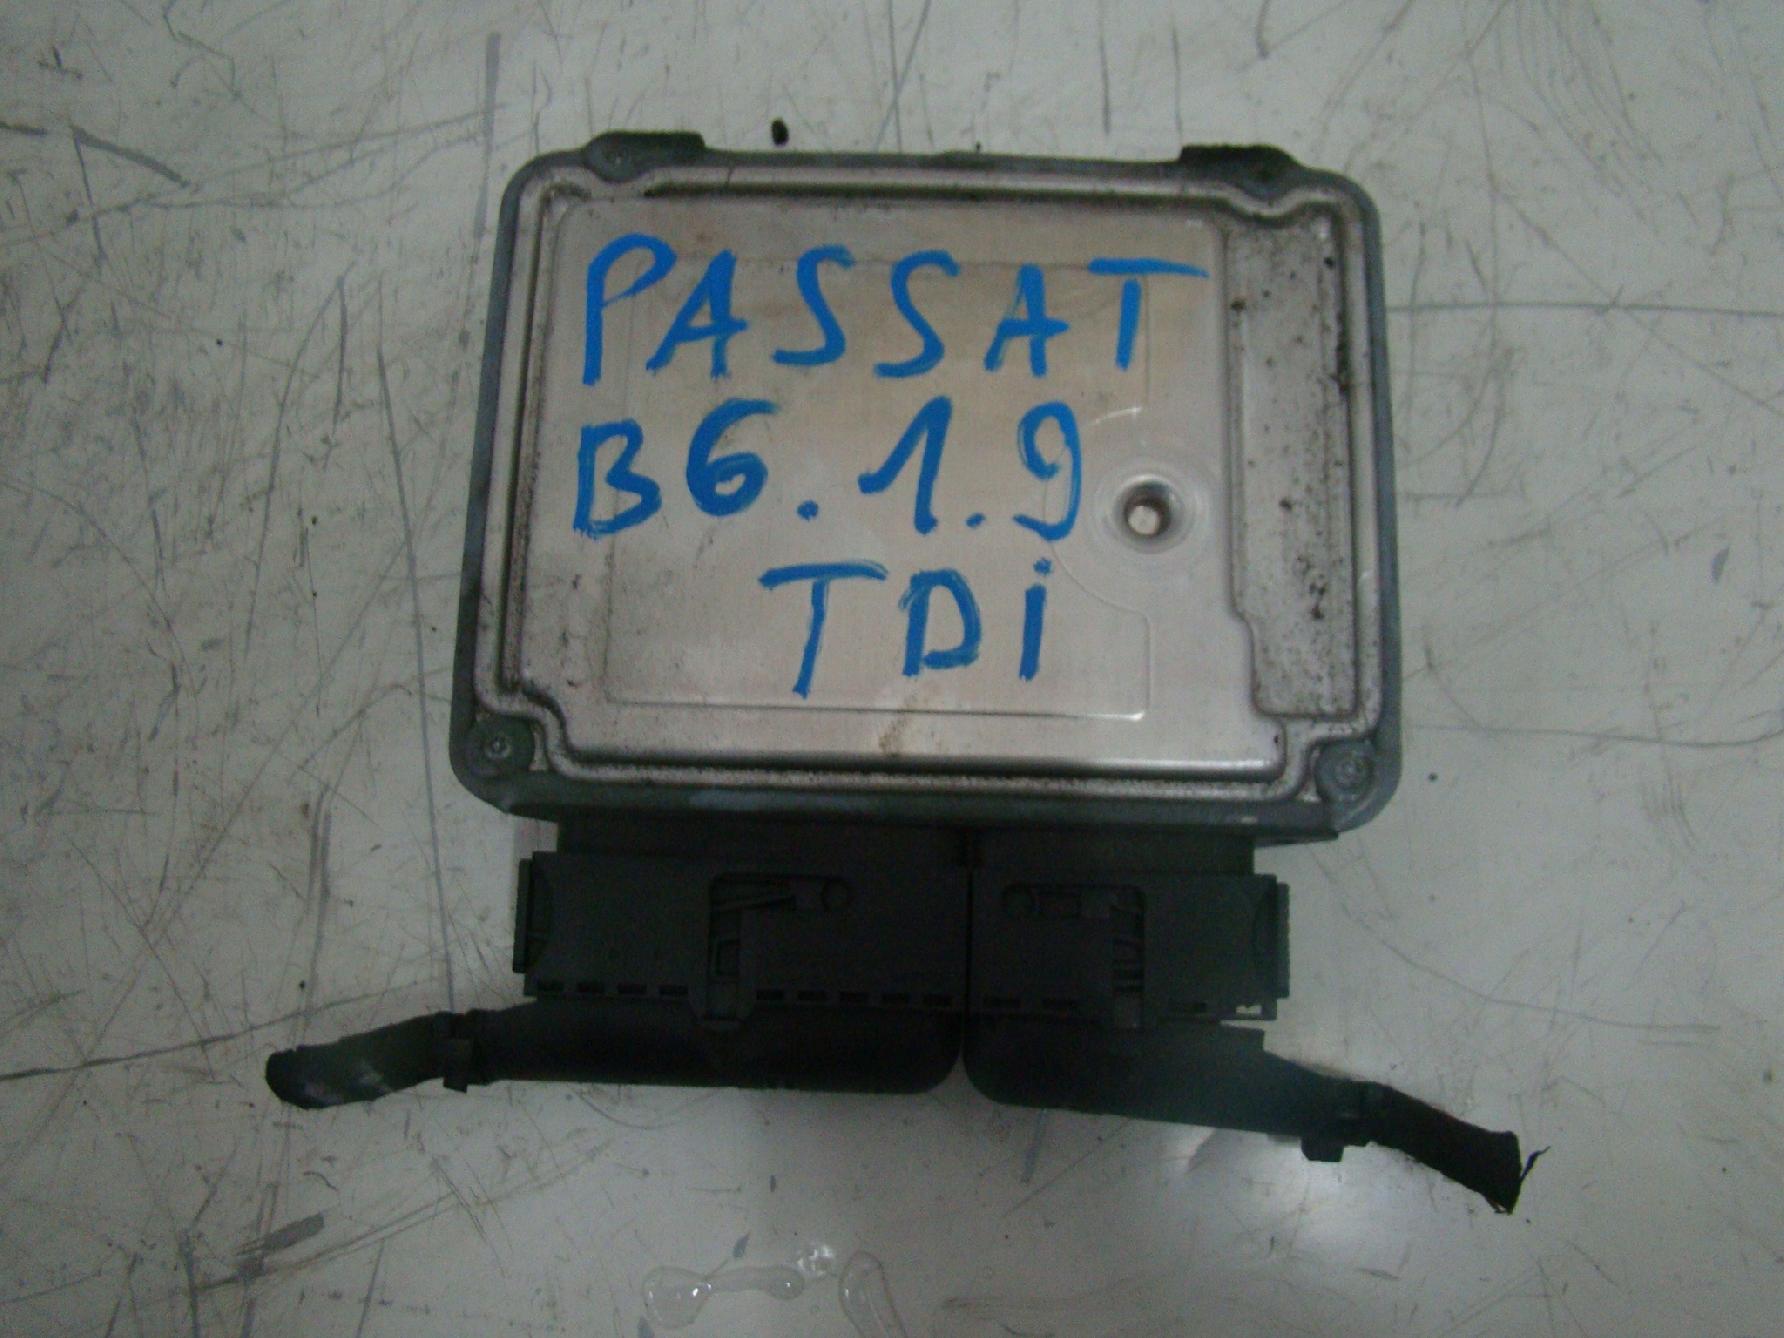 PASSAT
B6.1.9
TDi